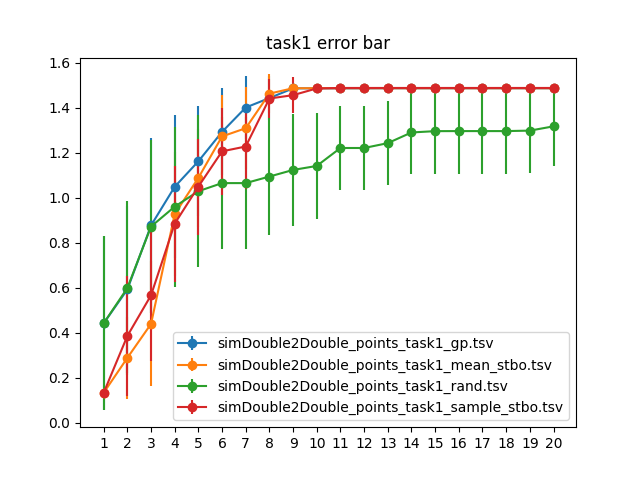 task1 error bar
1.6
1.4
1.2
1.0
0.8
0.6
0.4
0.2
0.0
simDouble2Double_points_task1_gp.tsv
simDouble2Double_points_task1_mean_stbo.tsv
simDouble2Double_points_task1_rand.tsv
simDouble2Double_points_task1_sample_stbo.tsv
1 2 3 4 5 6 7 8 9 10 11 12 13 14 15 16 17 18 19 20